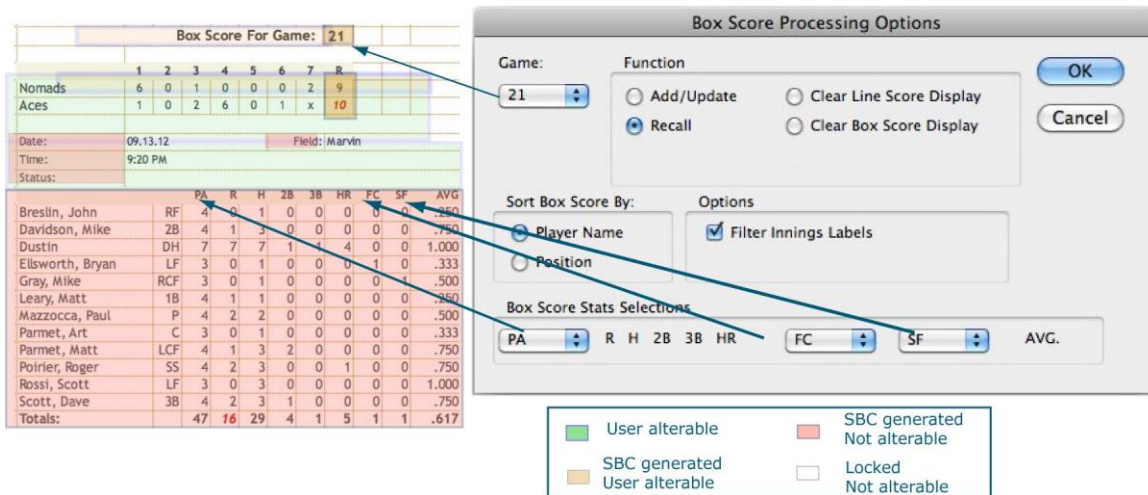 Box Score For Game: 21
1 2 3 4 5 6 7 R
Nomads 6 0 1 0 0 0 2 9
Aces 1 0 2 6 0 1 x 10
Date: 09.13.12 Field: Marvin
Time: 9:20 PM
Status:
PA R H 2B 3B HR FC SF AVG
Breslin, John RF 4 0 1 0 0 0 0 0 .250
Davidson, Mike 2B 4 1 3 0 0 0 0 0 .750
Dustin DH 7 7 7 1 1 4 0 0 1.000
Ellsworth, Bryan LF 3 0 1 0 0 0 1 0 .333
Gray, Mike RCF 3 0 1 0 0 0 0 1 .500
Leary, Matt 1B 4 1 1 0 0 0 0 0 .250
Mazzocca, Paul P 4 2 2 0 0 0 0 0 .500
Parmet, Art C 3 0 1 0 0 0 0 0 .333
Parmet, Matt LCF 4 1 3 2 0 0 0 0 .750
Poirier, Roger SS 4 2 3 0 0 1 0 0 .750
Rossi, Scott LF 3 0 3 0 0 0 0 0 1.000
Scott, Dave 3B 4 2 3 1 0 0 0 0 .750
Totals: 47 16 29 4 1 5 1 1 .617
Box Score Processing Options
Game:
21
Function
Add/Update
Recall
Clear Line Score Display
Clear Box Score Display
OK
Cancel
Sort Box Score By:
Player Name
Position
Options
Filter Innings Labels
Box Score Stats Selections
PA R H 2B 3B HR FC SF AVG.
User alterable
SBC generated
Not alterable
SBC generated
User alterable
Locked
Not alterable